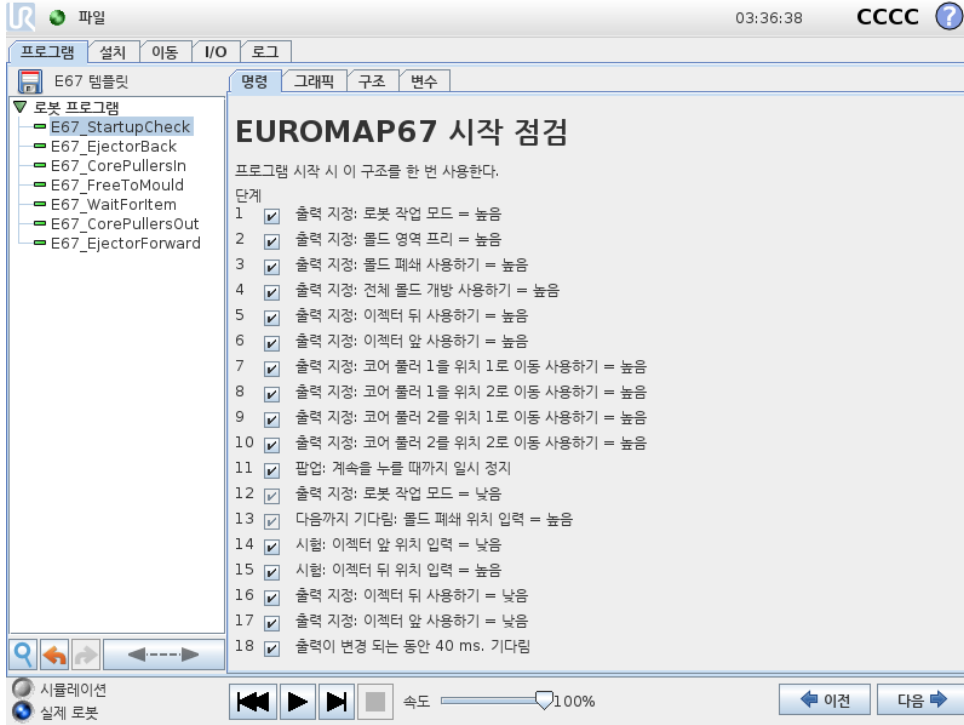 파일
03:36:38
CCCC
?
프로그램 설치 이동 I/O 로그
E67 템플릿
로봇 프로그램
E67_StartupCheck
E67_EjectorBack
E67_CorePullersIn
E67_FreeToMould
E67_WaitForItem
E67_CorePullersOut
E67_EjectorForward
명령 그래픽 구조 변수
EUROMAP67 시작 점검
프로그램 시작 시 이 구조를 한 번 사용한다.
단계
1 출력 지정: 로봇 작업 모드 = 높음
2 출력 지정: 몰드 영역 프리 = 높음
3 출력 지정: 몰드 폐쇄 사용하기 = 높음
4 출력 지정: 전체 몰드 개방 사용하기 = 높음
5 출력 지정: 이젝터 뒤 사용하기 = 높음
6 출력 지정: 이젝터 앞 사용하기 = 높음
7 출력 지정: 코어 풀러 1을 위치 1로 이동 사용하기 = 높음
8 출력 지정: 코어 풀러 1을 위치 2로 이동 사용하기 = 높음
9 출력 지정: 코어 풀러 2를 위치 1로 이동 사용하기 = 높음
10 출력 지정: 코어 풀러 2를 위치 2로 이동 사용하기 = 높음
11 팝업: 계속을 누를 때까지 일시 정지
12 출력 지정: 로봇 작업 모드 = 낮음
13 다음까지 기다림: 몰드 폐쇄 위치 입력 = 높음
14 시험: 이젝터 앞 위치 입력 = 낮음
15 시험: 이젝터 뒤 위치 입력 = 높음
16 출력 지정: 이젝터 뒤 사용하기 = 낮음
17 출력 지정: 이젝터 앞 사용하기 = 낮음
18 출력이 변경 되는 동안 40 ms. 기다림
시뮬레이션
실제 로봇
속도 100%
이전
다음